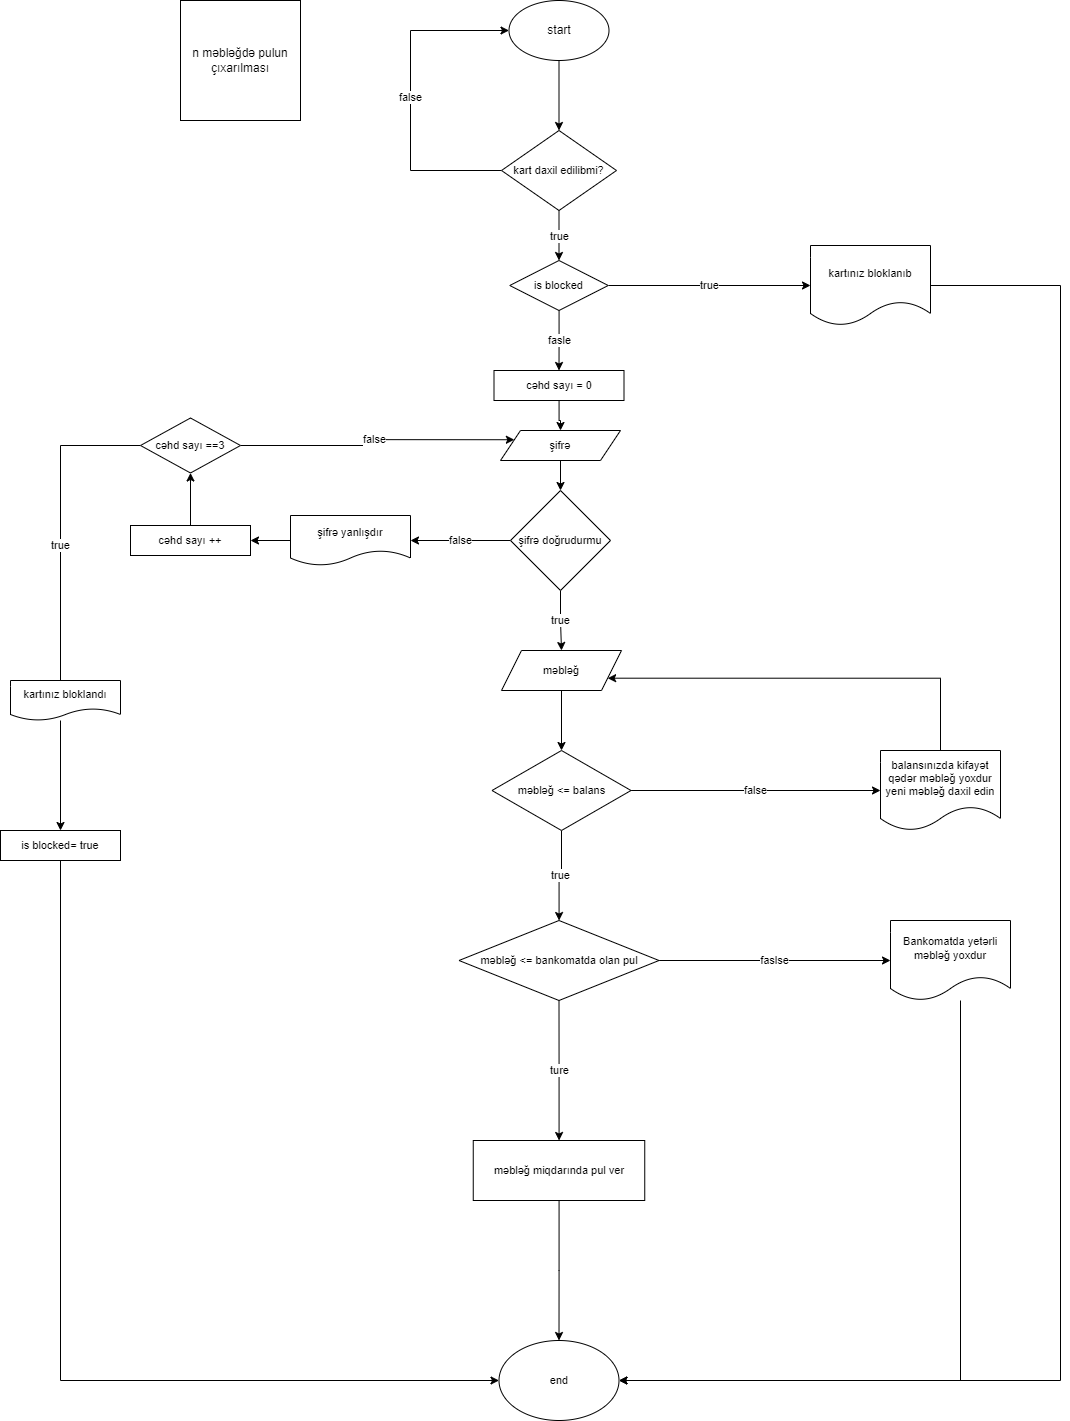 n məbləğdə pulun
çıxarılması
start
false
kart daxil edilibmi?
true
is blocked
true
kartınız bloklanıb
fasle
cəhd sayı = 0
cəhd sayı ==3
false
şifrə
true
cəhd sayı ++
şifrə yanlışdır
false
şifrə doğrudurmu
true
məbləğ
kartınız bloklandı
məbləğ <= balans
false
balansınızda kifayət
qədər məbləğ yoxdur
yeni məbləğ daxil edin
is blocked= true
true
məbləğ <= bankomatda olan pul
faslse
Bankomatda yetərli
məbləğ yoxdur
ture
məbləğ miqdarında pul ver
end